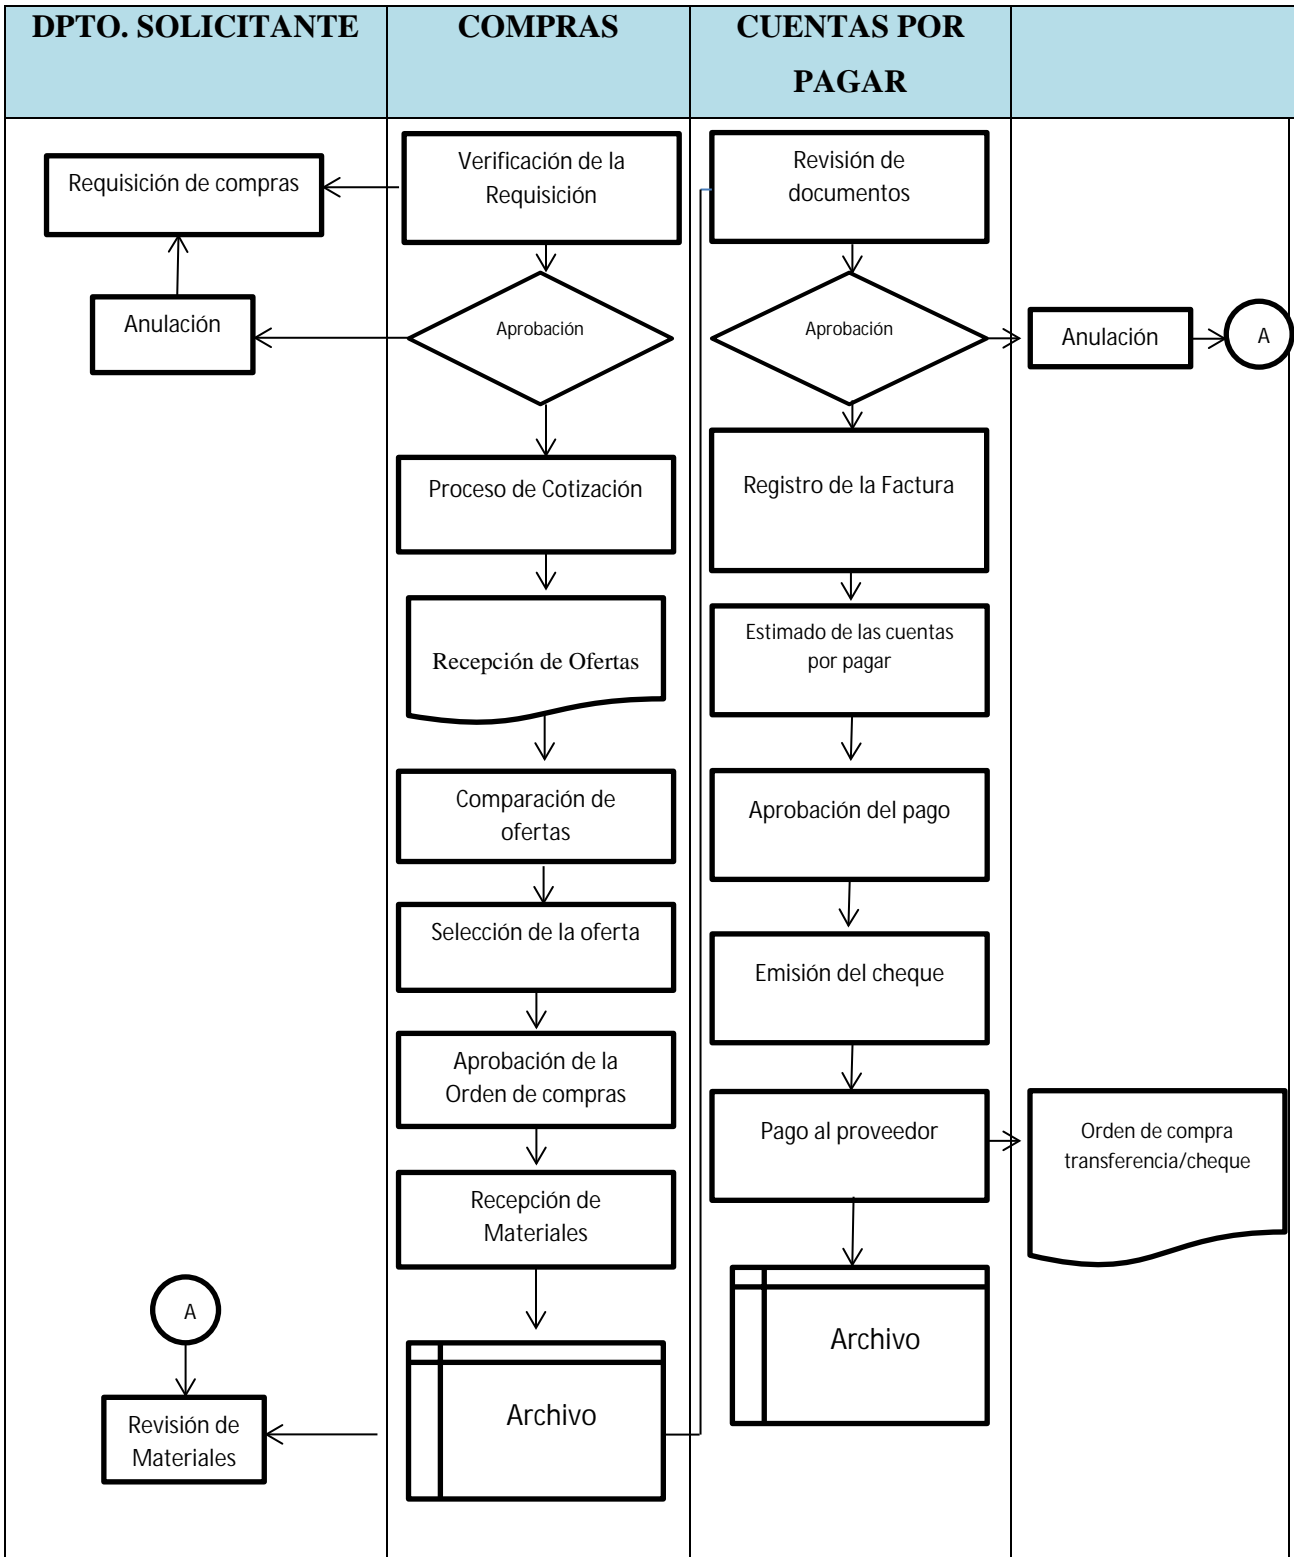 DPTO. SOLICITANTE
COMPRAS
CUENTAS POR
PAGAR
Requisición de compras
Anulación
A
Revisión de
Materiales
Verificación de la
Requisición
Aprobación
Proceso de Cotización
Recepción de Ofertas
Comparación de
ofertas
Selección de la oferta
Aprobación de la
Orden de compras
Recepción de
Materiales
Archivo
Revisión de
documentos
Aprobación
Registro de la Factura
Estimado de las cuentas
por pagar
Aprobación del pago
Emisión del cheque
Pago al proveedor
Archivo
Anulación
A
Orden de compra
transferencia/cheque